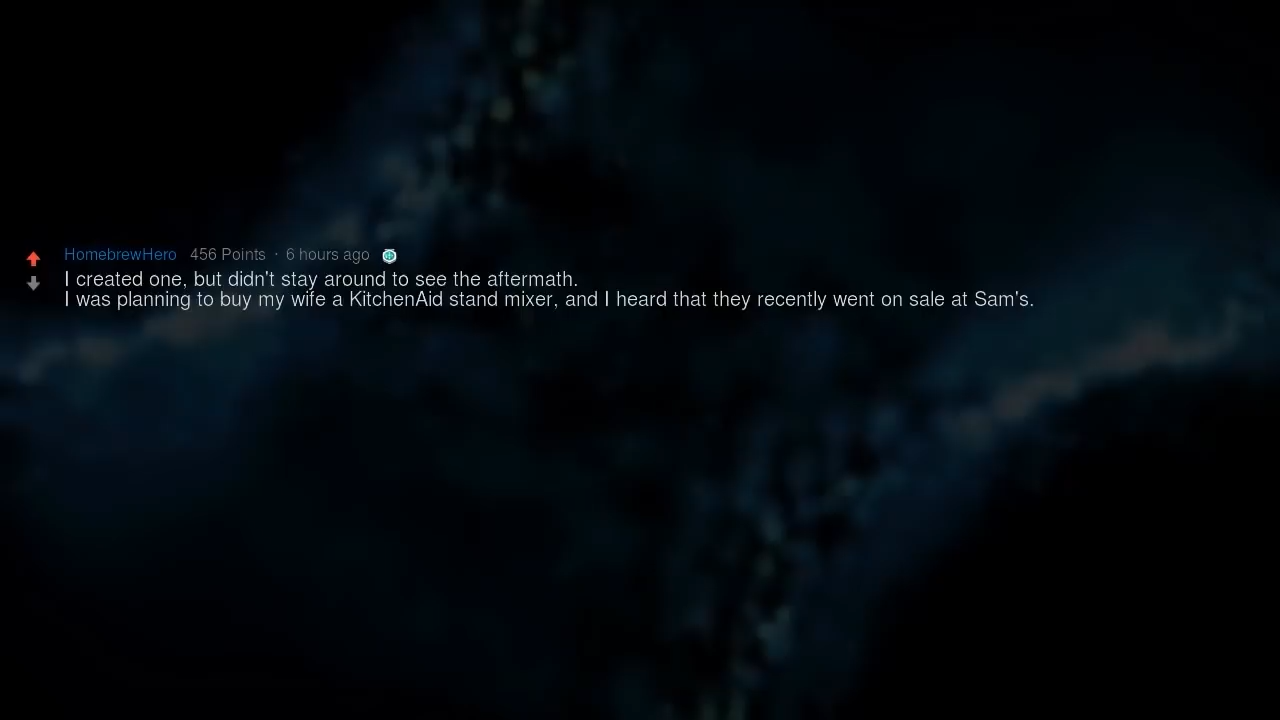 HomebrewHero 456 Points · 6 hours ago
I created one, but didn't stay around to see the aftermath.
I was planning to buy my wife a KitchenAid stand mixer, and I heard that they recently went on sale at Sam's.